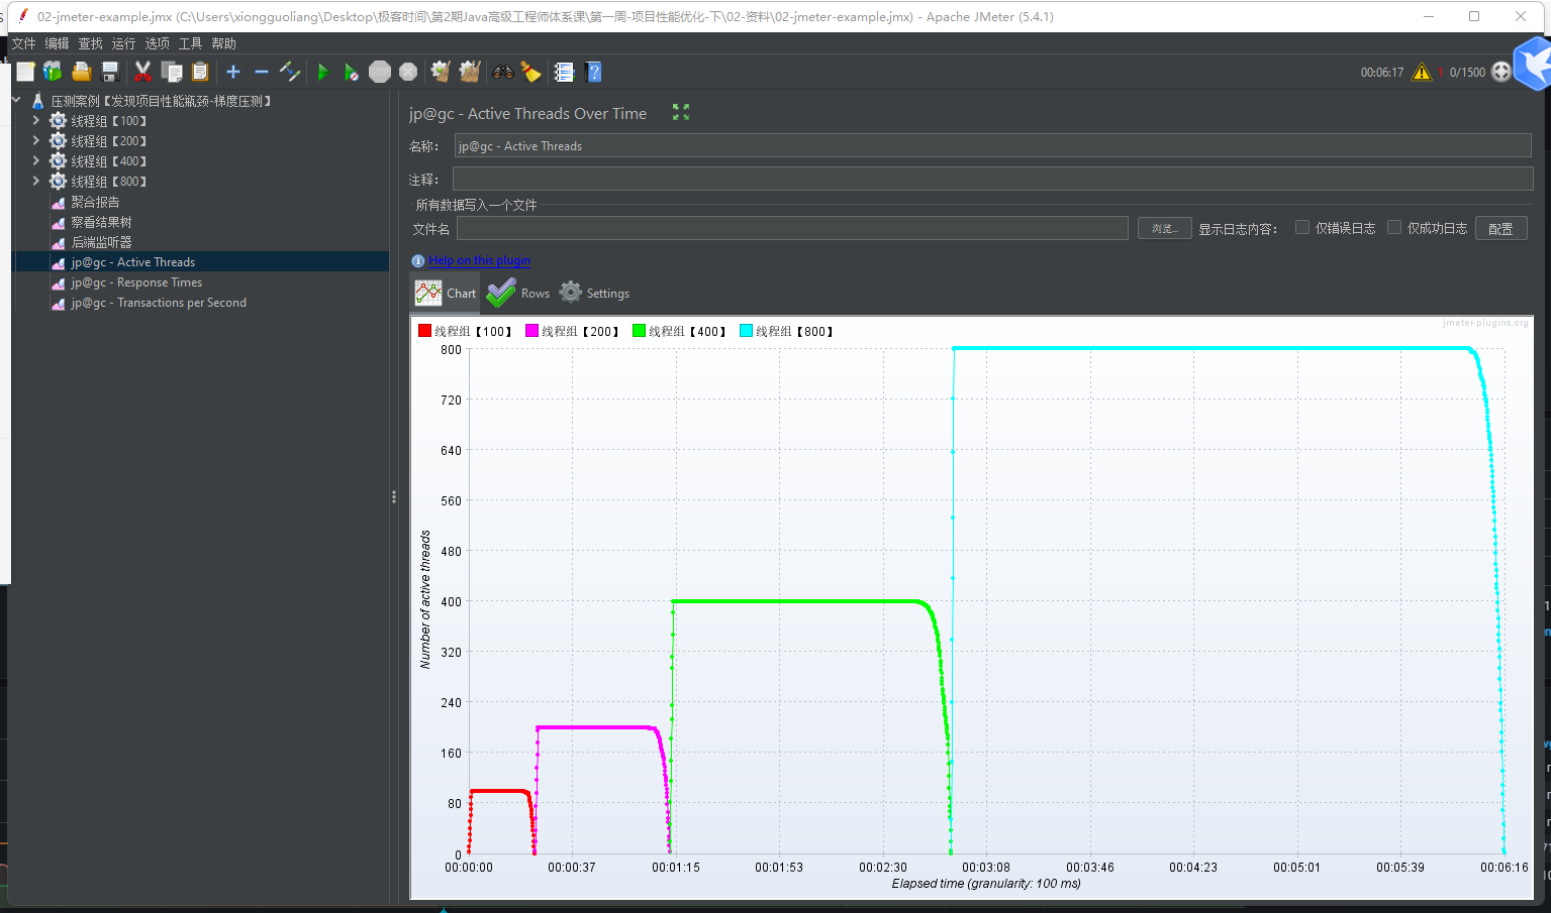 02-jmeter-example.jmx (C:\Users\xiongguoliang\Desktop\极客时间\第2期Java高级工程师体系课\第一周-项目性能优化-下\02-资料\02-jmeter-example.jmx) - Apache JMeter (5.4.1)
文件 编辑 查找 运行 选项 工具 帮助
00:06:17 ! 0/1500
压测案例【发现项目性能瓶颈-梯度压测】
线程组【100】
线程组【200】
线程组【400】
线程组【800】
聚合报告
察看结果树
后端监听器
jp@gc - Active Threads
jp@gc - Response Times
jp@gc - Transactions per Second
jp@gc - Active Threads Over Time
名称： jp@gc - Active Threads
注释：
所有数据写入一个文件
文件名 浏览... 显示日志内容： 仅错误日志 仅成功日志 配置
Help on this plugin
Chart Rows Settings
线程组【100】 线程组【200】 线程组【400】 线程组【800】
jmeter-plugins.org
800
720
640
560
480
400
320
240
160
80
0
Number of active threads
00:00:00 00:00:37 00:01:15 00:01:53 00:02:30 00:03:08 00:03:46 00:04:23 00:05:01 00:05:39 00:06:16
Elapsed time (granularity: 100 ms)